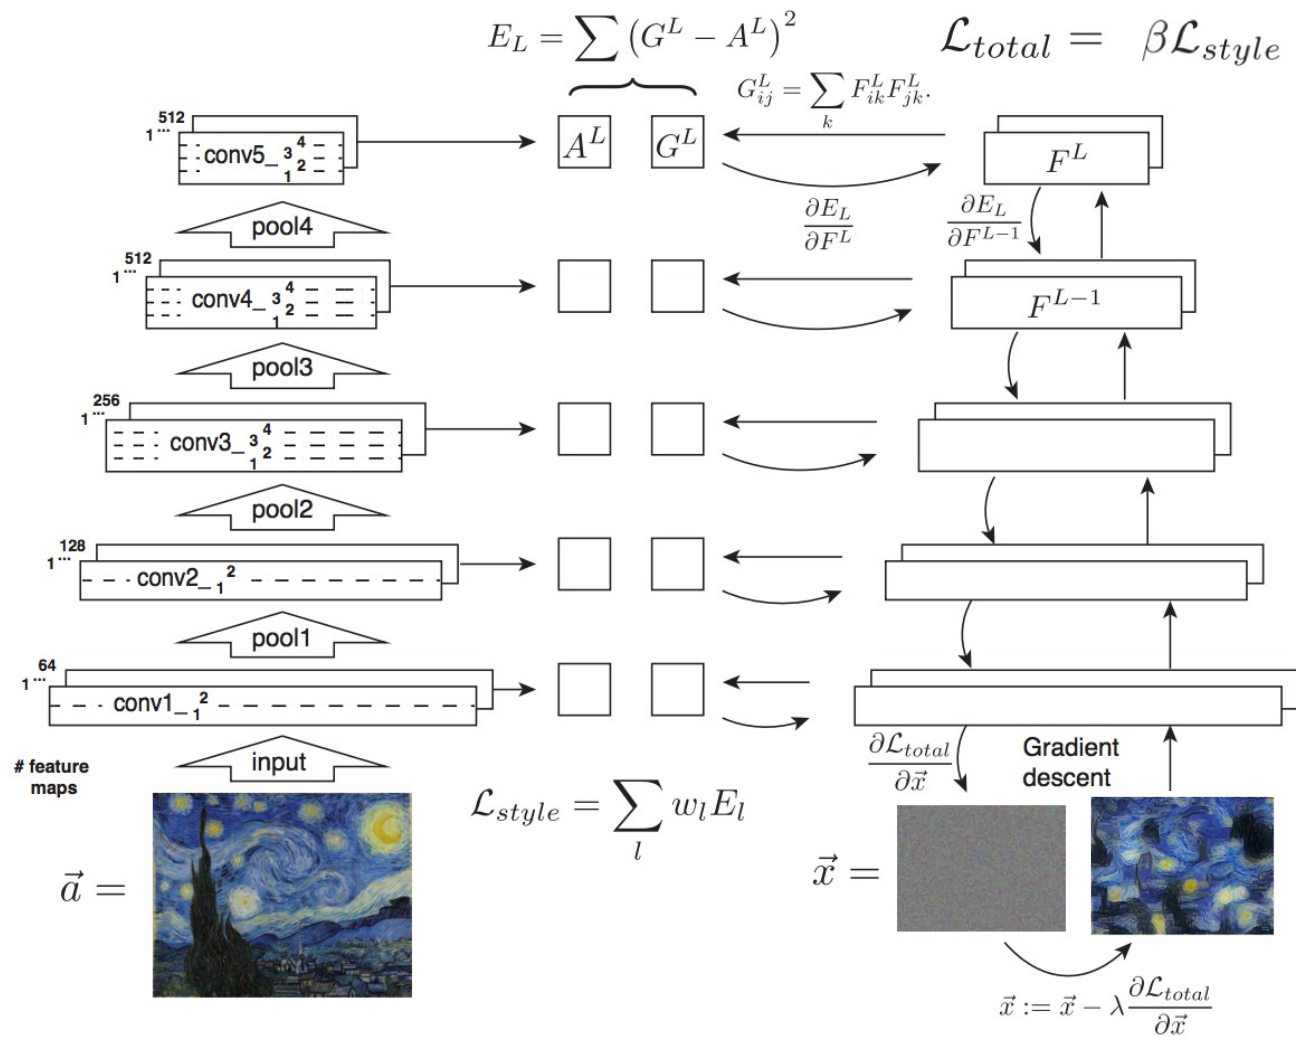 E_L = ∑ (G^L − A^L)^2
𝓛_total = β𝓛_style
G^L_ij = ∑_k F^L_ik F^L_jk.
512
1 ...
conv5_ 1 2 3 4
A^L
G^L
F^L
pool4
∂E_L/∂F^L
∂E_L/∂F^{L−1}
512
1 ...
conv4_ 1 2 3 4
F^{L−1}
pool3
256
1 ...
conv3_ 1 2 3 4
pool2
128
1 ...
conv2_ 1 2
pool1
64
1 ...
conv1_ 1 2
# feature
maps
input
∂𝓛_total/∂x⃗
Gradient
descent
𝓛_style = ∑_l w_l E_l
a⃗ =
x⃗ =
x⃗ := x⃗ − λ ∂𝓛_total/∂x⃗